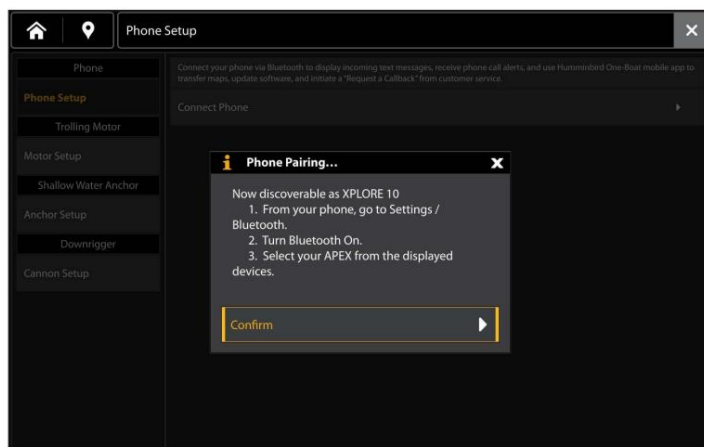 Phone Setup
Phone
Phone Setup
Trolling Motor
Motor Setup
Shallow Water Anchor
Anchor Setup
Downrigger
Cannon Setup
Connect your phone via Bluetooth to display incoming text messages, receive phone call alerts, and use Humminbird One-Boat mobile app to
transfer maps, update software, and initiate a "Request a Callback" from customer service.
Connect Phone
Phone Pairing...
Now discoverable as XPLORE 10
1. From your phone, go to Settings /
Bluetooth.
2. Turn Bluetooth On.
3. Select your APEX from the displayed
devices.
Confirm